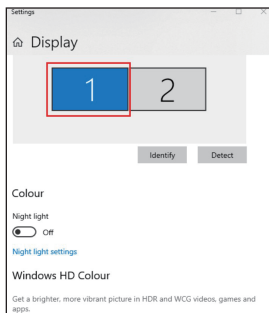 Settings
Display
1 2
Identify Detect
Colour
Night light
Off
Night light settings
Windows HD Colour
Get a brighter, more vibrant picture in HDR and WCG videos, games and
apps.